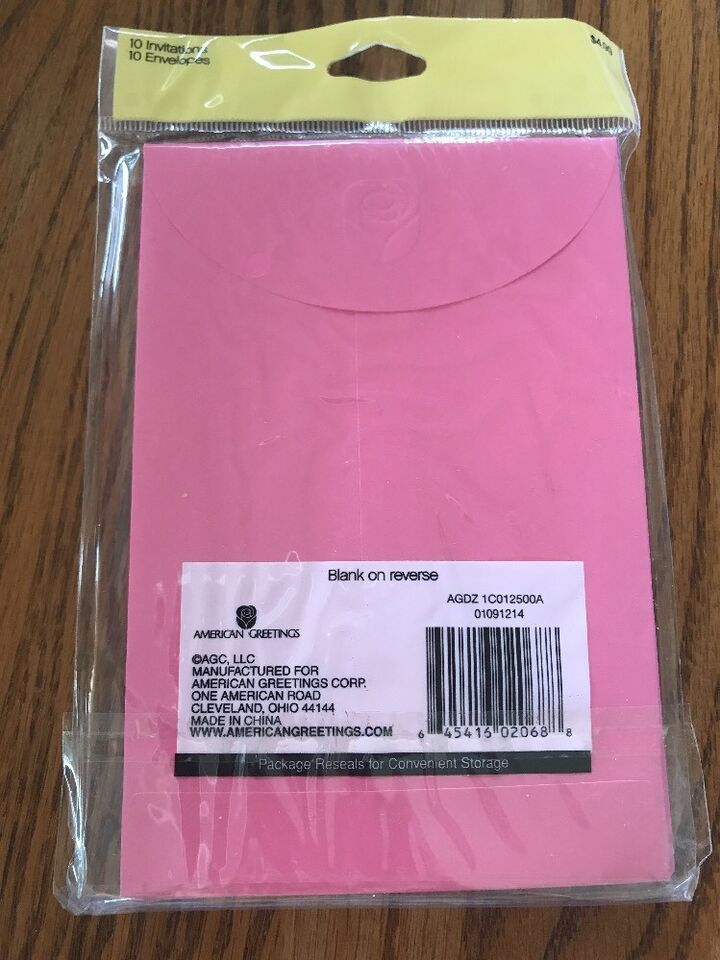 10 Invitations
10 Envelopes
$4.99
Blank on reverse
AGDZ 1C012500A
01091214
AMERICAN GREETINGS
©AGC, LLC
MANUFACTURED FOR
AMERICAN GREETINGS CORP.
ONE AMERICAN ROAD
CLEVELAND, OHIO 44144
MADE IN CHINA
WWW.AMERICANGREETINGS.COM
6 45416 02068 8
Package Reseals for Convenient Storage